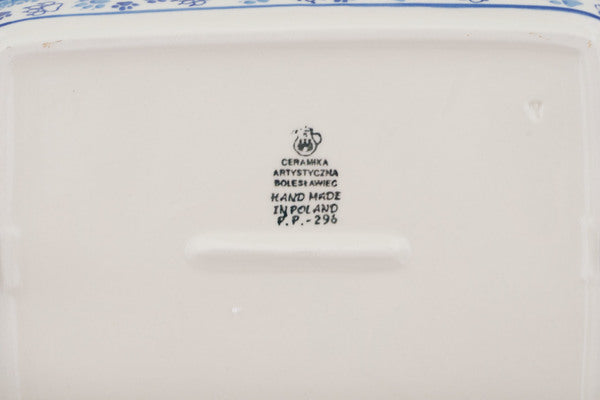 CERAMIKA
ARTYSTYCZNA
BOLESŁAWIEC
HAND MADE
IN POLAND
P.P.-296